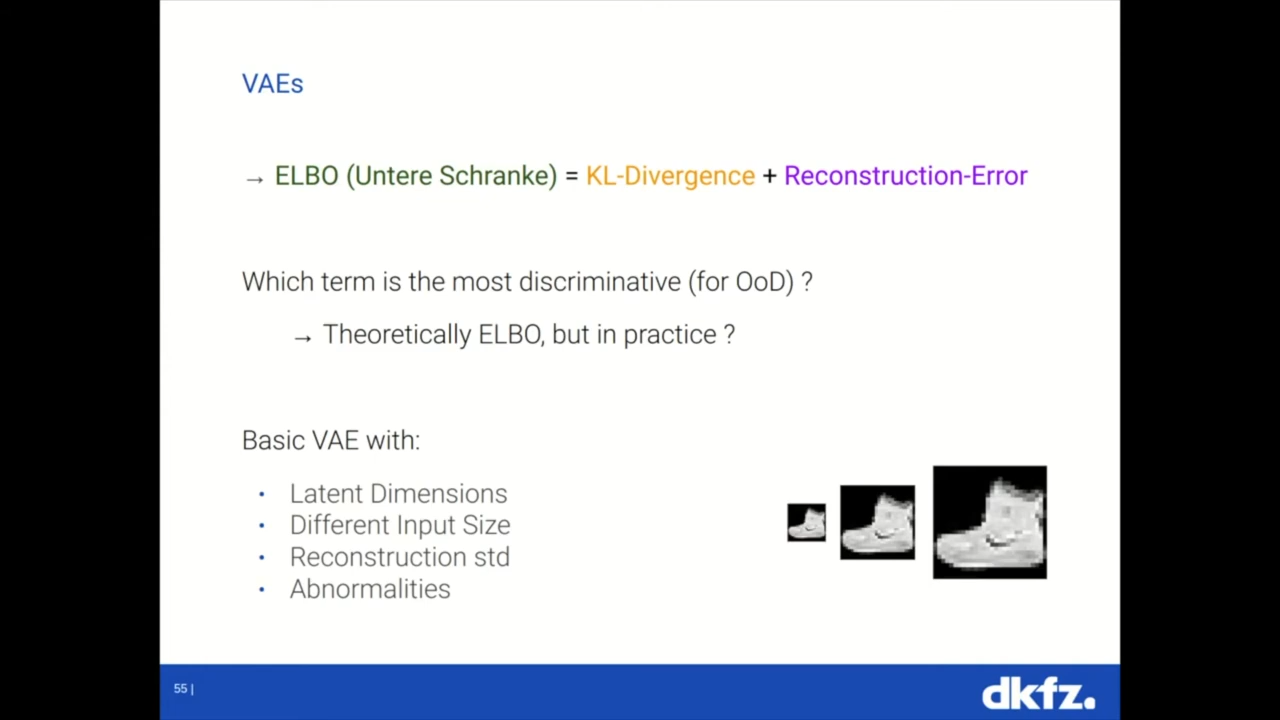 VAEs
→ ELBO (Untere Schranke) = KL-Divergence + Reconstruction-Error
Which term is the most discriminative (for OoD) ?
→ Theoretically ELBO, but in practice ?
Basic VAE with:
• Latent Dimensions
• Different Input Size
• Reconstruction std
• Abnormalities
55 |
dkfz.